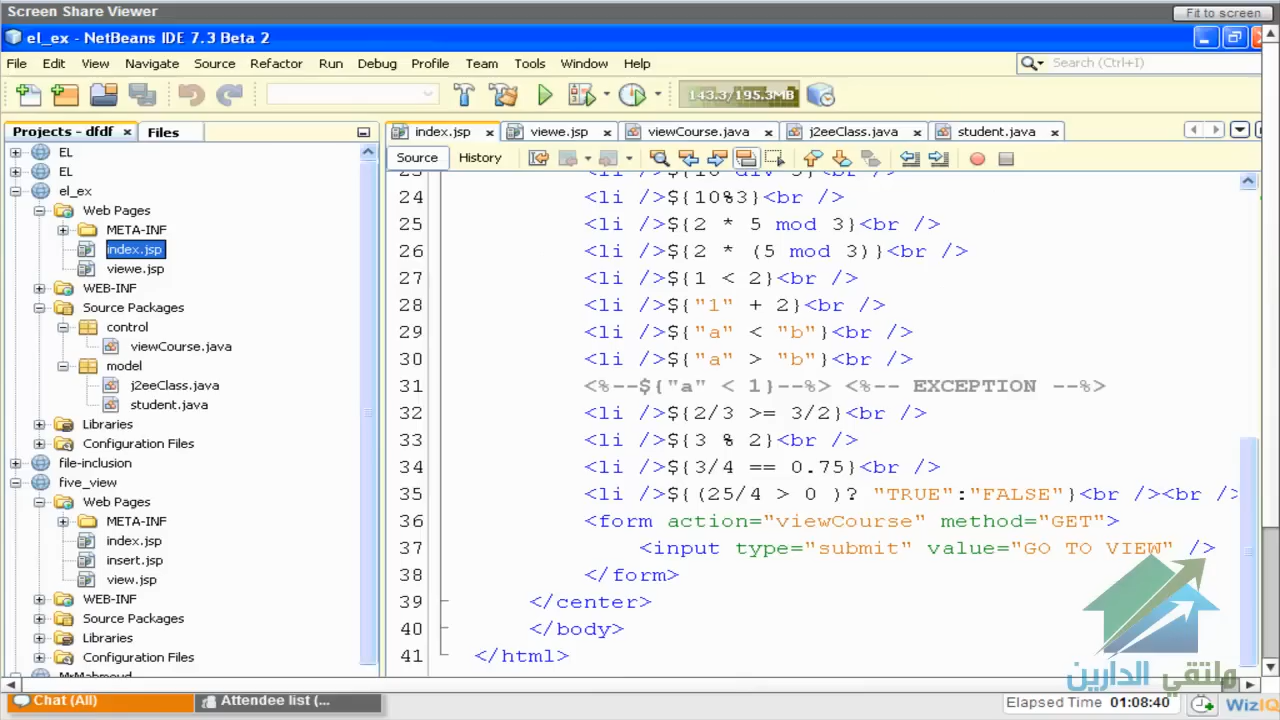 Screen Share Viewer
Fit to screen
el_ex - NetBeans IDE 7.3 Beta 2
File Edit View Navigate Source Refactor Run Debug Profile Team Tools Window Help
Search (Ctrl+I)
143.3/195.3MB
Projects - dfdf × Files
index.jsp × viewe.jsp × viewCourse.java × j2eeClass.java × student.java ×
Source History
EL
EL
el_ex
Web Pages
META-INF
index.jsp
viewe.jsp
WEB-INF
Source Packages
control
viewCourse.java
model
j2eeClass.java
student.java
Libraries
Configuration Files
file-inclusion
five_view
Web Pages
META-INF
index.jsp
insert.jsp
view.jsp
WEB-INF
Source Packages
Libraries
Configuration Files
MrMahmoud
23 <li />${10 div 3}<br />
24 <li />${10%3}<br />
25 <li />${2 * 5 mod 3}<br />
26 <li />${2 * (5 mod 3)}<br />
27 <li />${1 < 2}<br />
28 <li />${"1" + 2}<br />
29 <li />${"a" < "b"}<br />
30 <li />${"a" > "b"}<br />
31 <%--${"a" < 1}--%> <%-- EXCEPTION --%>
32 <li />${2/3 >= 3/2}<br />
33 <li />${3 % 2}<br />
34 <li />${3/4 == 0.75}<br />
35 <li />${(25/4 > 0 )? "TRUE":"FALSE"}<br /><br />
36 <form action="viewCourse" method="GET">
37 <input type="submit" value="GO TO VIEW" />
38 </form>
39 </center>
40 </body>
41 </html>
ملتقي الدارين
Chat (All) Attendee list (...
Elapsed Time 01:08:40
WizIQ